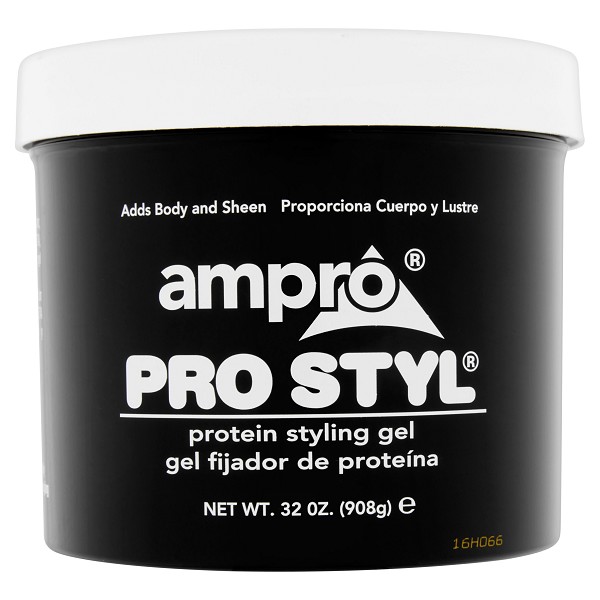 Adds Body and Sheen Proporciona Cuerpo y Lustre
amprô®
PRO STYL®
protein styling gel
gel fijador de proteína
NET WT. 32 OZ. (908g) e
16H066